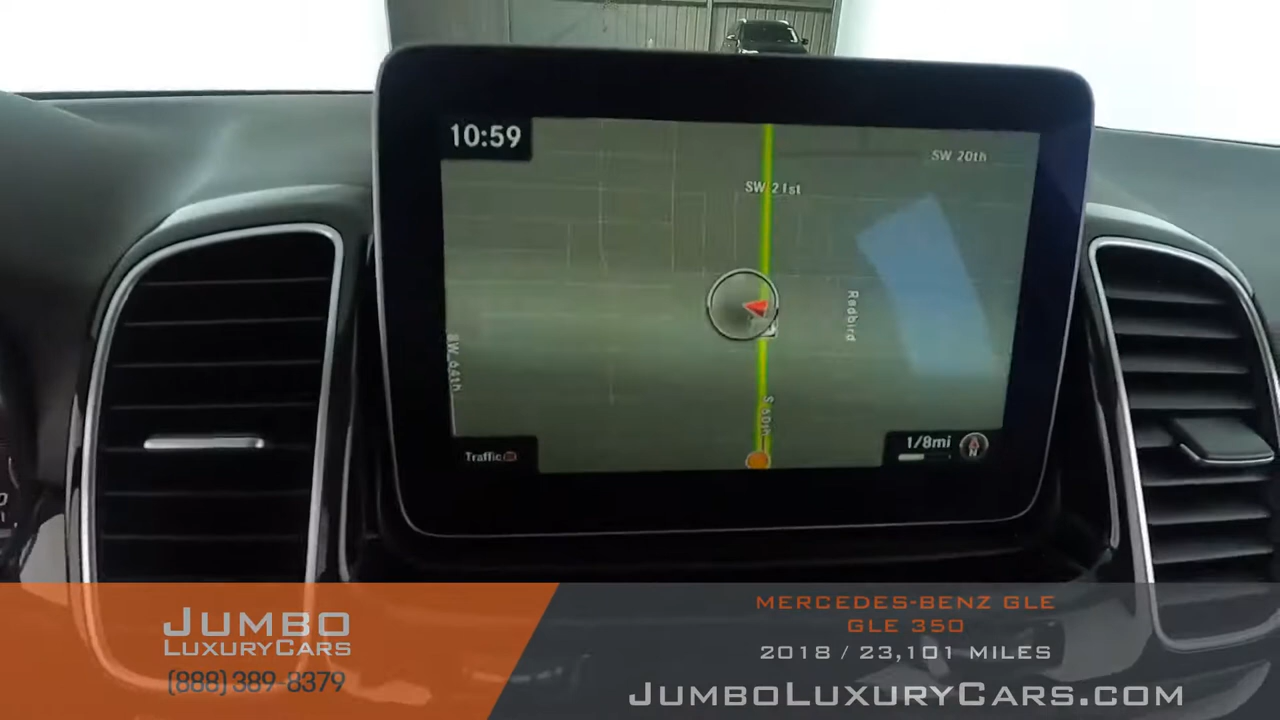 10:59
SW 20th
SW 21st
Redbird
SW 64th
S 60th
Traffic
1/8mi
N
JUMBO
LUXURYCARS
(888) 389-8379
MERCEDES-BENZ GLE
GLE 350
2018 / 23,101 MILES
JUMBOLUXURYCARS.COM